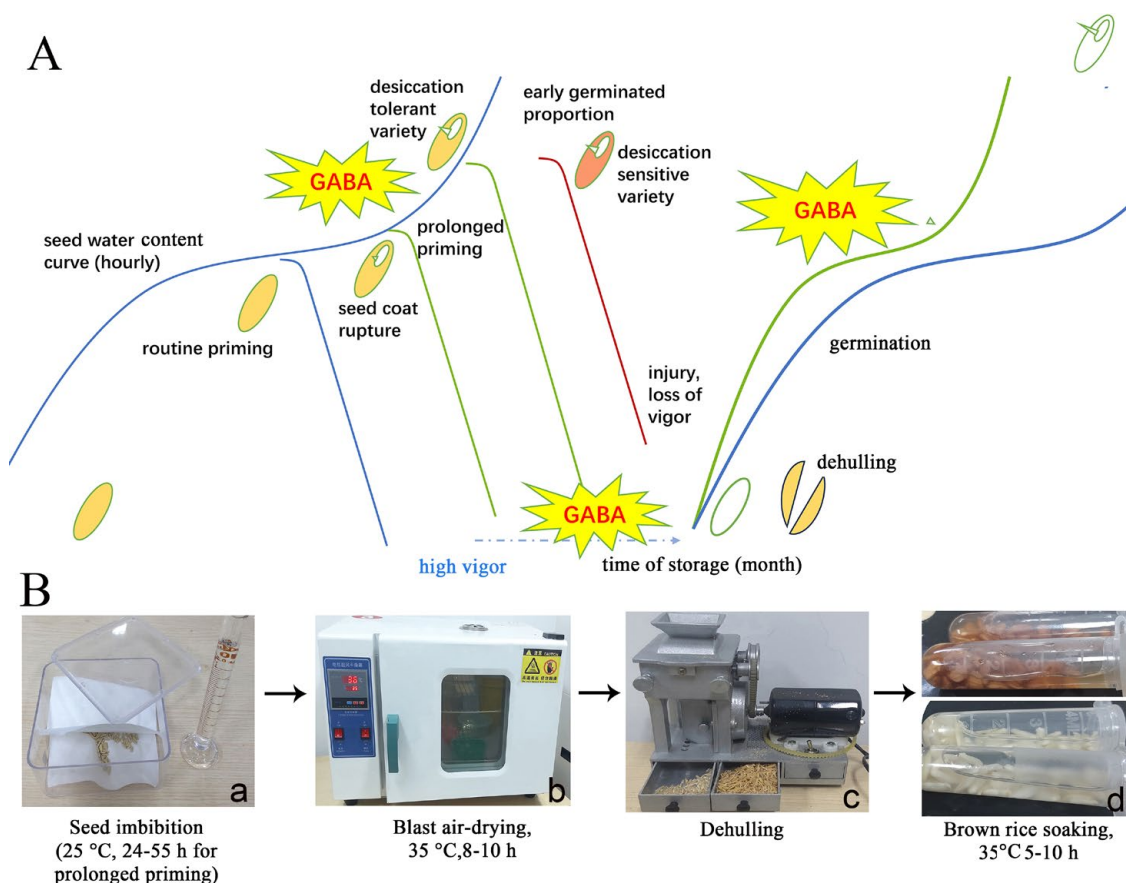 A
desiccation
tolerant
variety
early germinated
proportion
desiccation
sensitive
variety
GABA
GABA
seed water content
curve (hourly)
prolonged
priming
seed coat
rupture
routine priming
germination
injury,
loss of
vigor
dehulling
GABA
high vigor
time of storage (month)
B
a
b
c
d
Seed imbibition
(25 °C, 24-55 h for
prolonged priming)
Blast air-drying,
35 °C,8-10 h
Dehulling
Brown rice soaking,
35°C 5-10 h